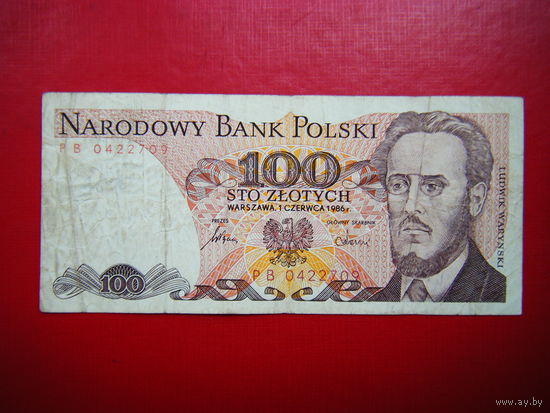 NARODOWY BANK POLSKI
PB 0422709
100
STO ZŁOTYCH
WARSZAWA, 1 CZERWCA 1986 r.
PREZES GŁÓWNY SKARBNIK
PB 0422709
100
LUDWIK WARYŃSKI
www.ay.by